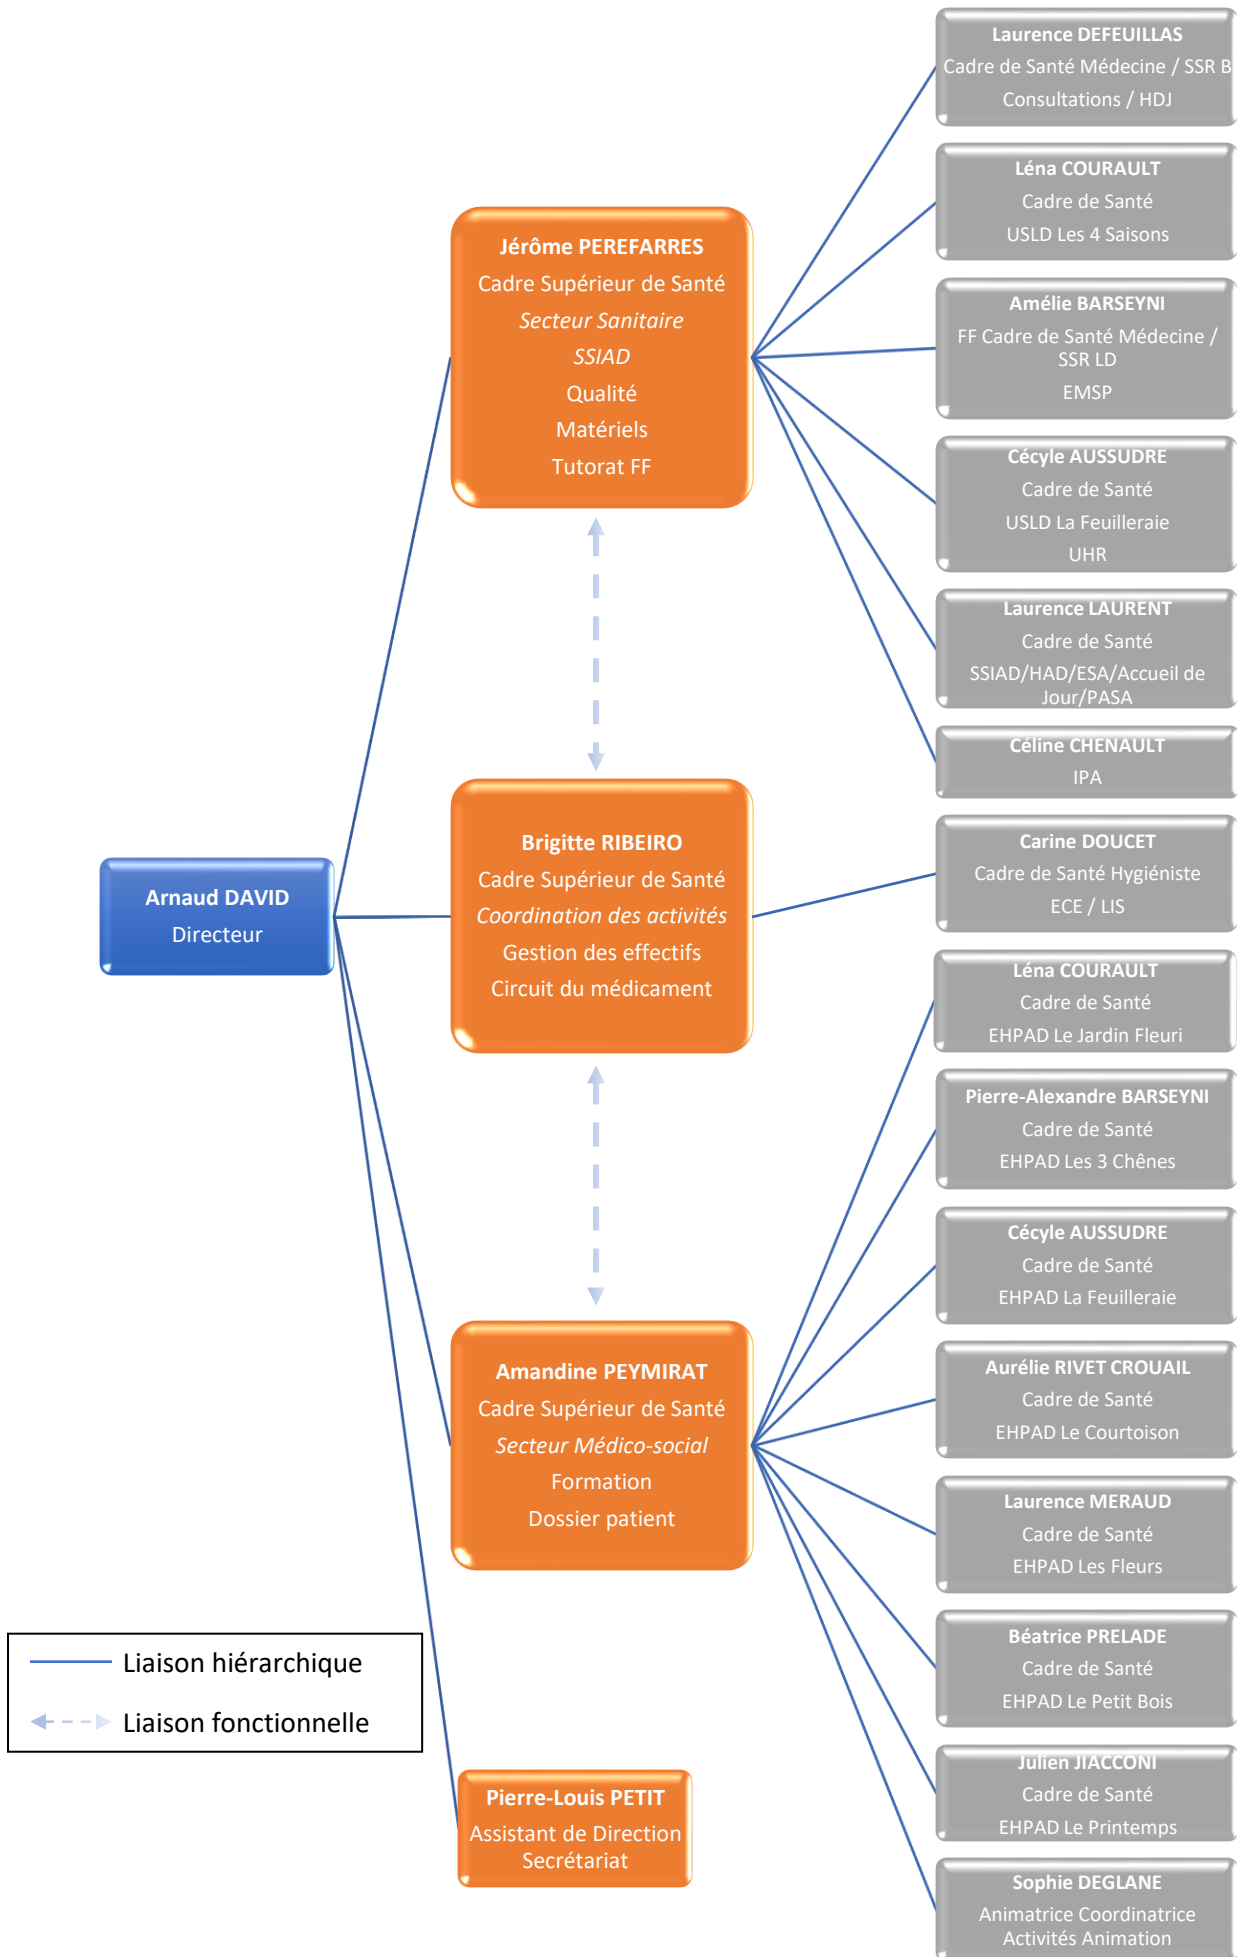 Arnaud DAVID
Directeur
Jérôme PEREFARRES
Cadre Supérieur de Santé
Secteur Sanitaire
SSIAD
Qualité
Matériels
Tutorat FF
Brigitte RIBEIRO
Cadre Supérieur de Santé
Coordination des activités
Gestion des effectifs
Circuit du médicament
Amandine PEYMIRAT
Cadre Supérieur de Santé
Secteur Médico-social
Formation
Dossier patient
Pierre-Louis PETIT
Assistant de Direction
Secrétariat
Laurence DEFEUILLAS
Cadre de Santé Médecine / SSR B
Consultations / HDJ
Léna COURAULT
Cadre de Santé
USLD Les 4 Saisons
Amélie BARSEYNI
FF Cadre de Santé Médecine /
SSR LD
EMSP
Cécyle AUSSUDRE
Cadre de Santé
USLD La Feuilleraie
UHR
Laurence LAURENT
Cadre de Santé
SSIAD/HAD/ESA/Accueil de
Jour/PASA
Céline CHENAULT
IPA
Carine DOUCET
Cadre de Santé Hygiéniste
ECE / LIS
Léna COURAULT
Cadre de Santé
EHPAD Le Jardin Fleuri
Pierre-Alexandre BARSEYNI
Cadre de Santé
EHPAD Les 3 Chênes
Cécyle AUSSUDRE
Cadre de Santé
EHPAD La Feuilleraie
Aurélie RIVET CROUAIL
Cadre de Santé
EHPAD Le Courtoison
Laurence MERAUD
Cadre de Santé
EHPAD Les Fleurs
Béatrice PRELADE
Cadre de Santé
EHPAD Le Petit Bois
Julien JIACCONI
Cadre de Santé
EHPAD Le Printemps
Sophie DEGLANE
Animatrice Coordinatrice
Activités Animation
Liaison hiérarchique
Liaison fonctionnelle